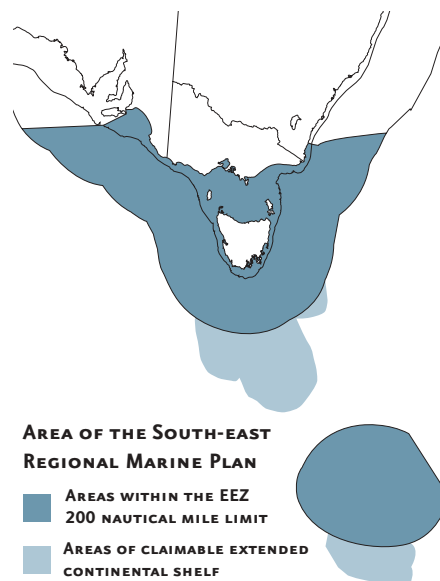 Area of the South-east
Regional Marine Plan
Areas within the EEZ
200 nautical mile limit
Areas of claimable extended
continental shelf